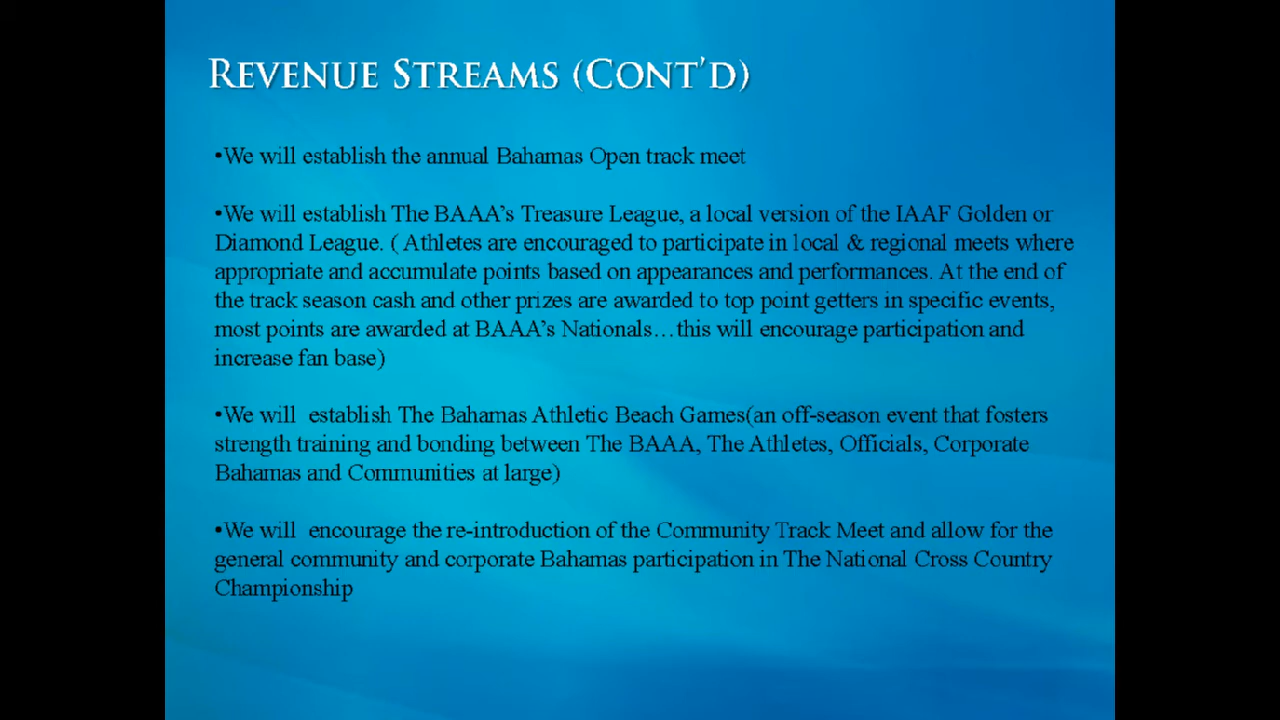 REVENUE STREAMS (CONT'D)
•We will establish the annual Bahamas Open track meet
•We will establish The BAAA's Treasure League, a local version of the IAAF Golden or
Diamond League. ( Athletes are encouraged to participate in local & regional meets where
appropriate and accumulate points based on appearances and performances. At the end of
the track season cash and other prizes are awarded to top point getters in specific events,
most points are awarded at BAAA's Nationals…this will encourage participation and
increase fan base)
•We will  establish The Bahamas Athletic Beach Games(an off-season event that fosters
strength training and bonding between The BAAA, The Athletes, Officials, Corporate
Bahamas and Communities at large)
•We will  encourage the re-introduction of the Community Track Meet and allow for the
general community and corporate Bahamas participation in The National Cross Country
Championship